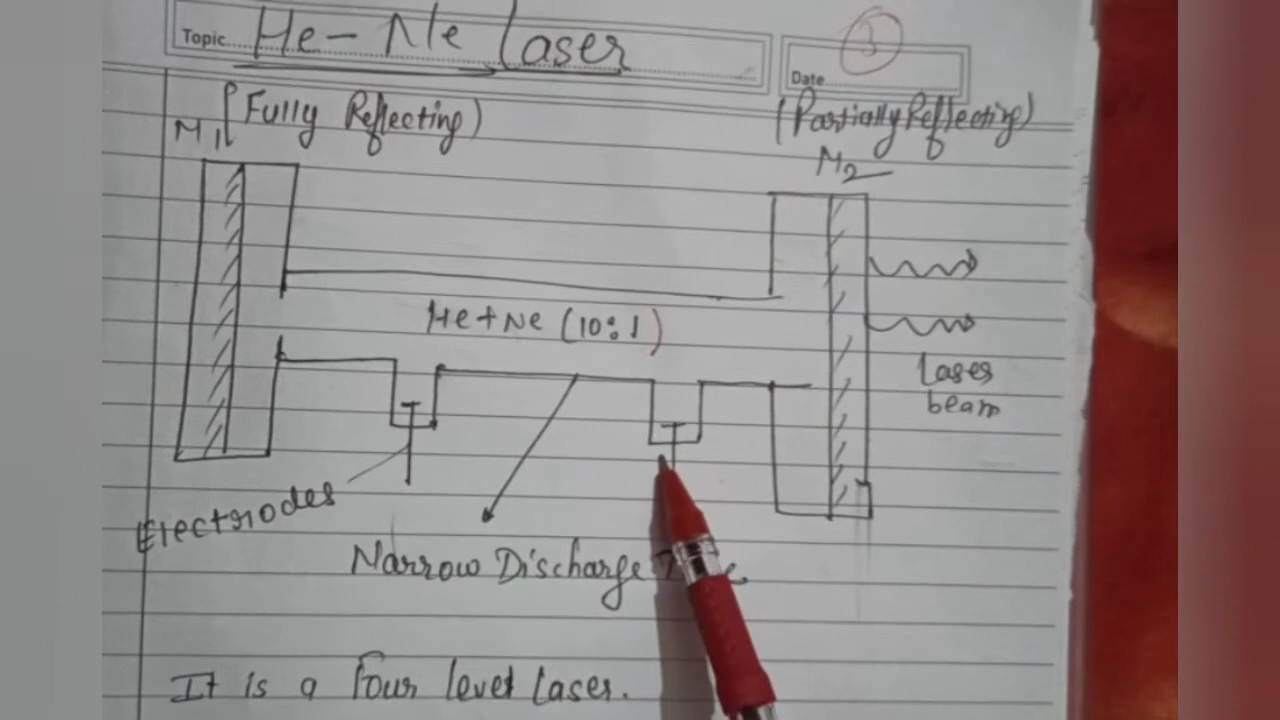 Topic He-Ne Laser
3
Date
M1 (Fully Reflecting)
(Partially Reflecting)
M2
He+Ne (10:1)
Laser
beam
Electrodes
Narrow Discharge
It is a four level laser.